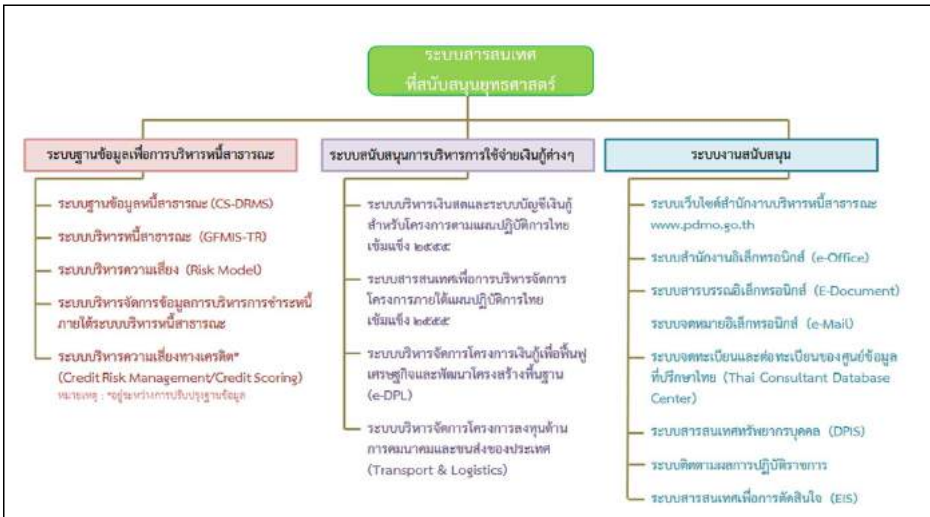 ระบบสารสนเทศ
ที่สนับสนุนยุทธศาสตร์
ระบบฐานข้อมูลเพื่อการบริหารหนี้สาธารณะ
ระบบฐานข้อมูลหนี้สาธารณะ (CS-DRMS)
ระบบบริหารหนี้สาธารณะ (GFMIS-TR)
ระบบบริหารความเสี่ยง (Risk Model)
ระบบบริหารจัดการข้อมูลการบริหารการชำระหนี้
ภายใต้ระบบบริหารหนี้สาธารณะ
ระบบบริหารความเสี่ยงทางเครดิต*
(Credit Risk Management/Credit Scoring)
หมายเหตุ : *อยู่ระหว่างการปรับปรุงฐานข้อมูล
ระบบสนับสนุนการบริหารการใช้จ่ายเงินกู้ต่างๆ
ระบบบริหารเงินสดและระบบบัญชีเงินกู้
สำหรับโครงการตามแผนปฏิบัติการไทย
เข้มแข็ง ๒๕๕๕
ระบบสารสนเทศเพื่อการบริหารจัดการ
โครงการภายใต้แผนปฏิบัติการไทย
เข้มแข็ง ๒๕๕๕
ระบบบริหารจัดการโครงการเงินกู้เพื่อฟื้นฟู
เศรษฐกิจและพัฒนาโครงสร้างพื้นฐาน
(e-DPL)
ระบบบริหารจัดการโครงการลงทุนด้าน
การคมนาคมและขนส่งของประเทศ
(Transport & Logistics)
ระบบงานสนับสนุน
ระบบเว็บไซต์สำนักงานบริหารหนี้สาธารณะ
www.pdmo.go.th
ระบบสำนักงานอิเล็กทรอนิกส์ (e-Office)
ระบบสารบรรณอิเล็กทรอนิกส์ (E-Document)
ระบบจดหมายอิเล็กทรอนิกส์ (e-Mail)
ระบบจดทะเบียนและต่อทะเบียนของศูนย์ข้อมูล
ที่ปรึกษาไทย (Thai Consultant Database
Center)
ระบบสารสนเทศทรัพยากรบุคคล (DPIS)
ระบบติดตามผลการปฏิบัติราชการ
ระบบสารสนเทศเพื่อการตัดสินใจ (EIS)